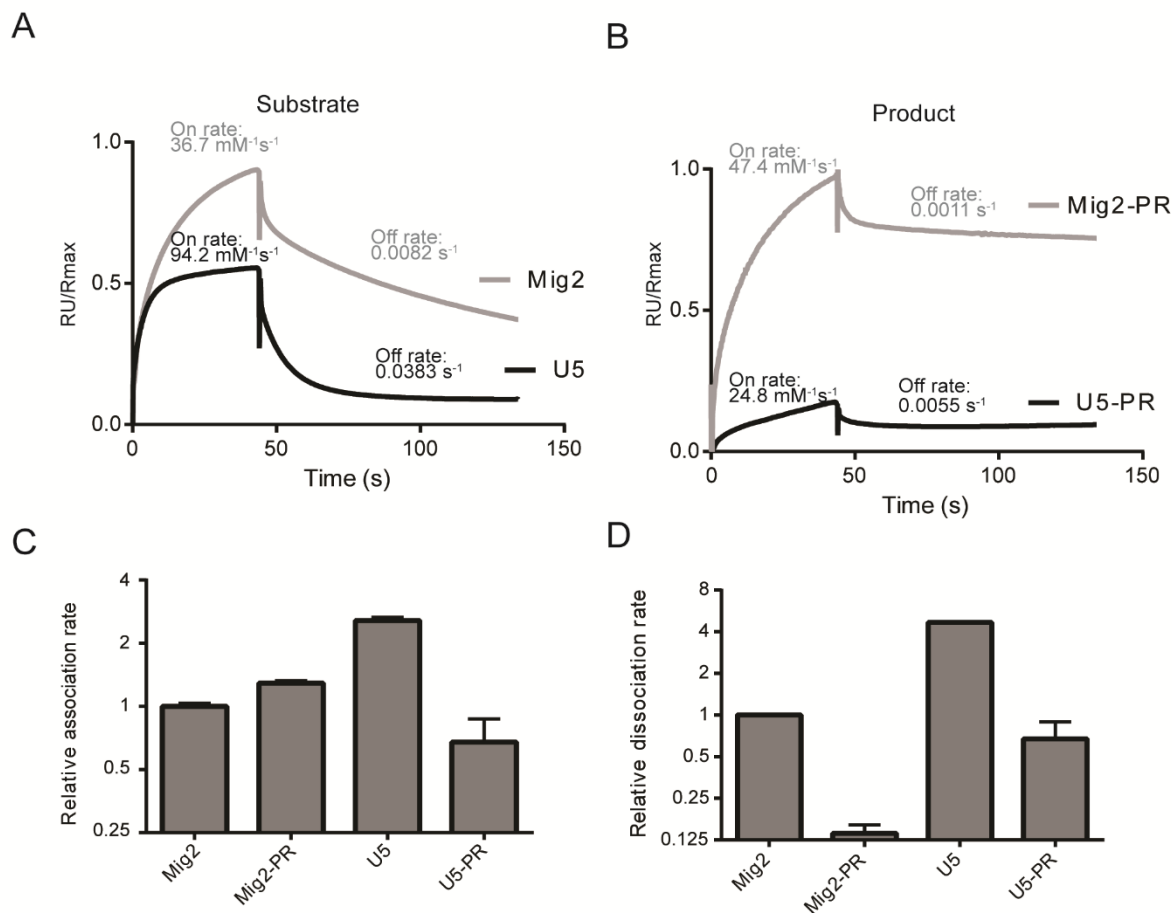 A
Substrate
On rate:
36.7 mM⁻¹s⁻¹
1.0
On rate:
94.2 mM⁻¹s⁻¹
Off rate:
0.0082 s⁻¹
Mig2
0.5
RU/Rmax
Off rate:
0.0383 s⁻¹
U5
0.0
0
50
100
150
Time (s)
B
Product
On rate:
47.4 mM⁻¹s⁻¹
1.0
Off rate:
0.0011 s⁻¹
Mig2-PR
0.5
RU/Rmax
On rate:
24.8 mM⁻¹s⁻¹
Off rate:
0.0055 s⁻¹
U5-PR
0.0
0
50
100
150
Time (s)
C
Relative association rate
4
2
1
0.5
0.25
Mig2
Mig2-PR
U5
U5-PR
D
Relative dissociation rate
8
4
2
1
0.5
0.25
0.125
Mig2
Mig2-PR
U5
U5-PR